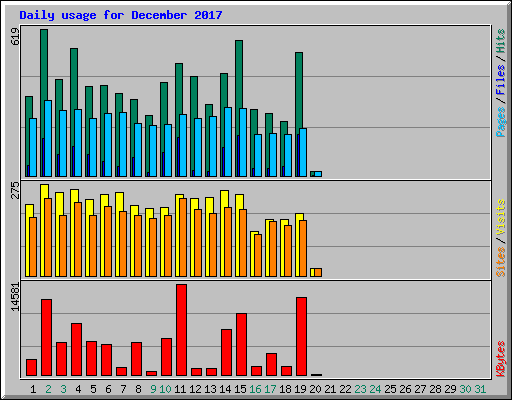 Daily usage for December 2017
619
Pages / Files / Hits
275
Sites / Visits
14581
KBytes
1 2 3 4 5 6 7 8 9 10 11 12 13 14 15 16 17 18 19 20 21 22 23 24 25 26 27 28 29 30 31